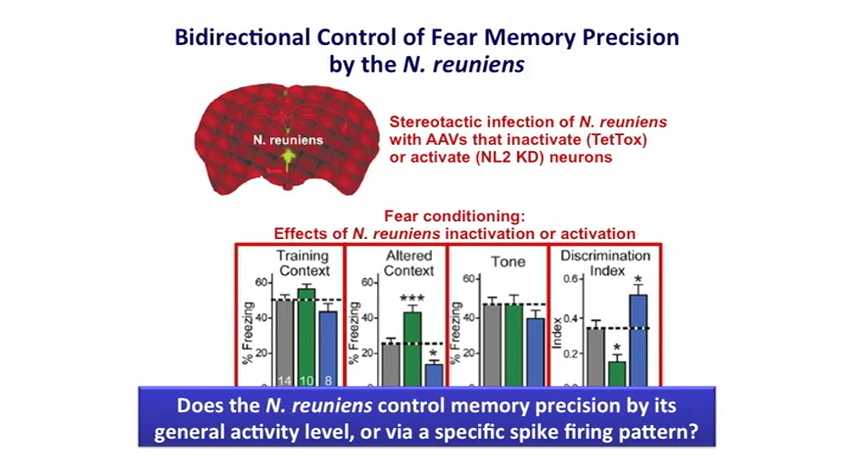 Bidirectional Control of Fear Memory Precision
by the N. reuniens
N. reuniens
Stereotactic infection of N. reuniens
with AAVs that inactivate (TetTox)
or activate (NL2 KD) neurons
Fear conditioning:
Effects of N. reuniens inactivation or activation
Training
Context
% Freezing
60
40
20
14 10 8
Altered
Context
% Freezing
60
40
20
***
*
Tone
% Freezing
60
40
20
Discrimination
Index
Index
0.6
0.4
0.2
*
*
Does the N. reuniens control memory precision by its
general activity level, or via a specific spike firing pattern?